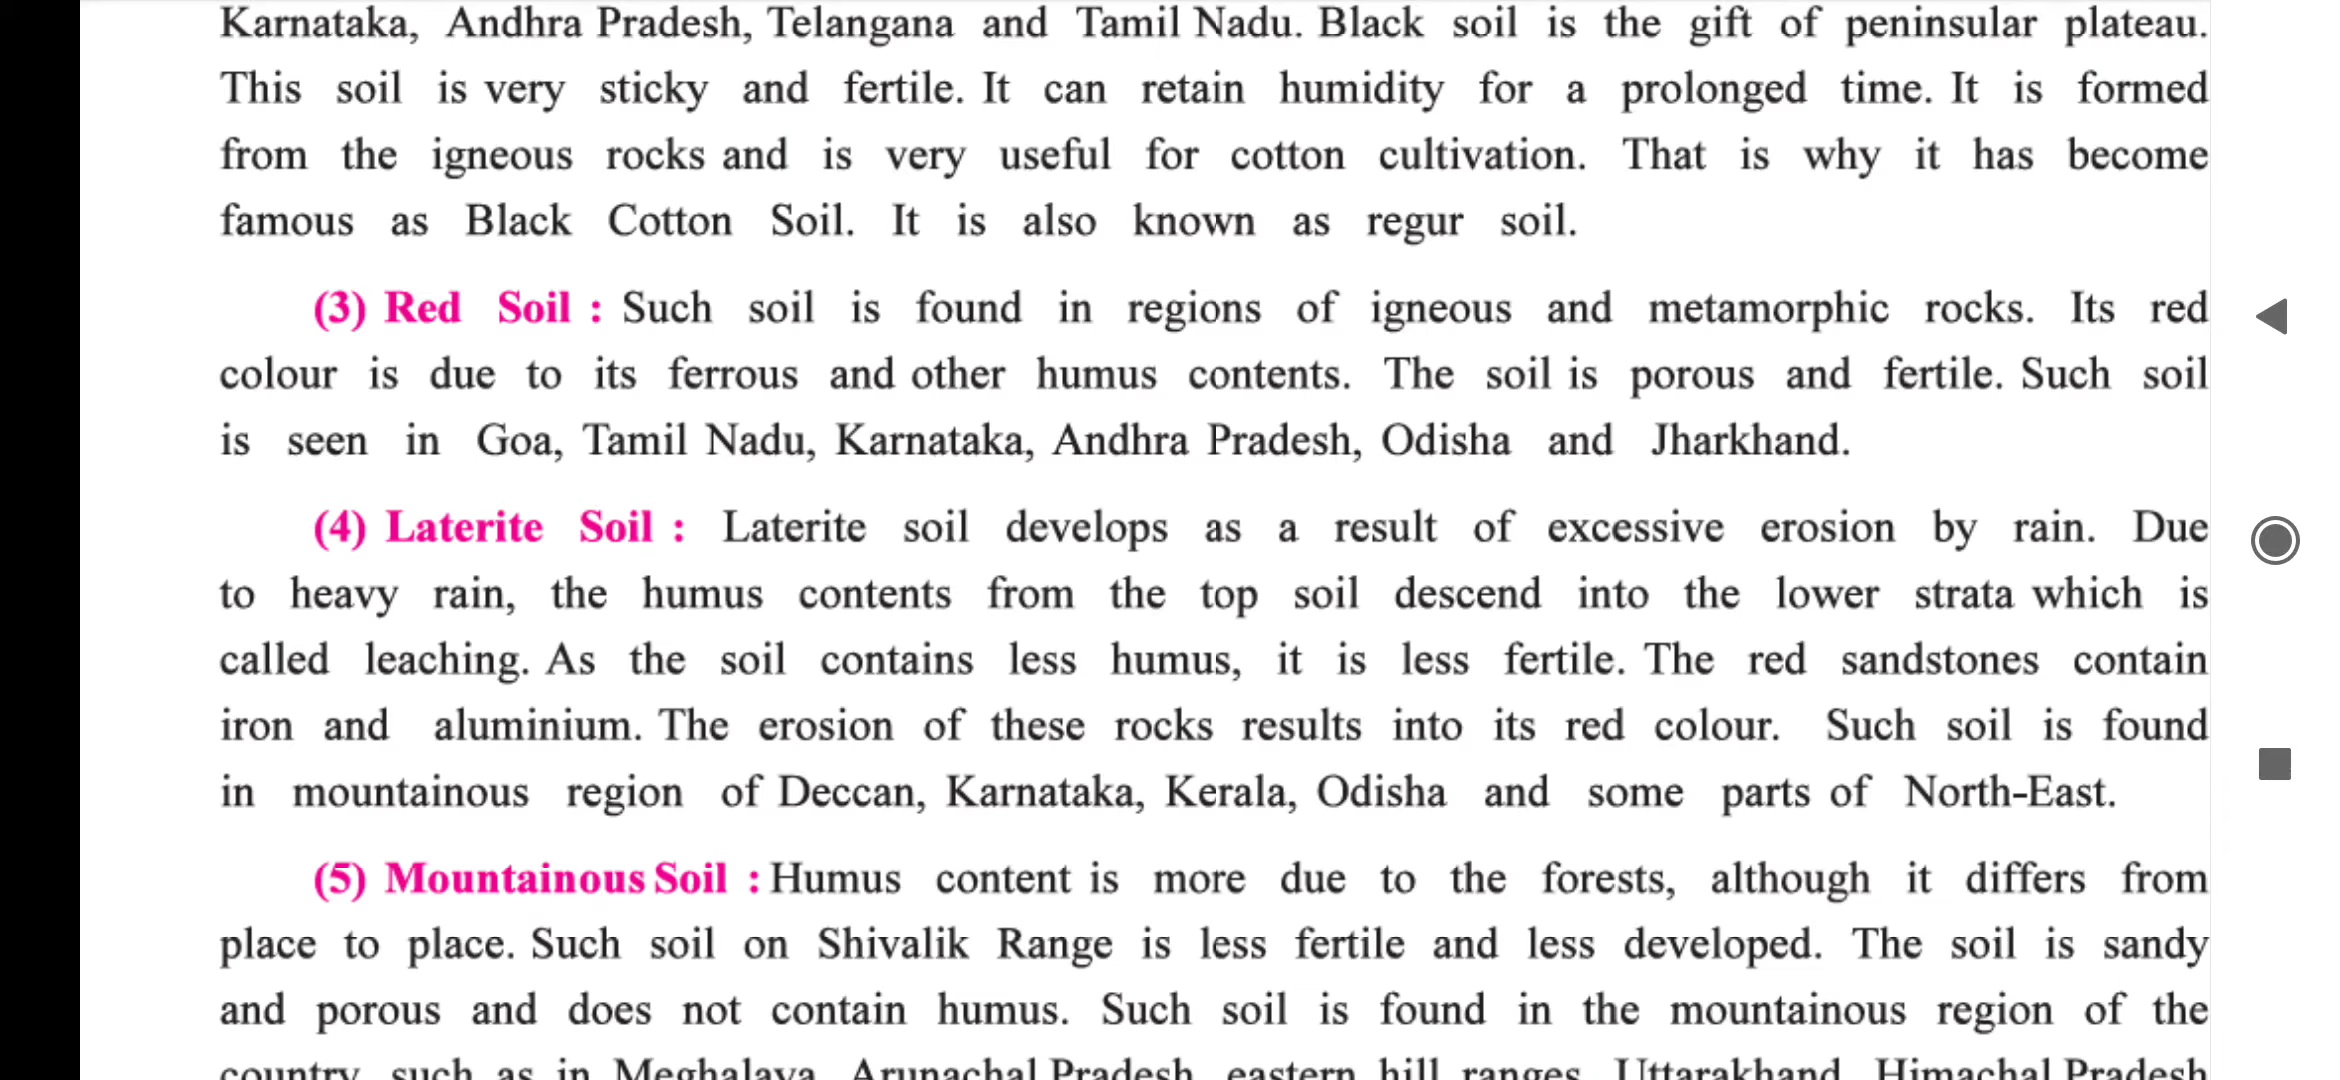 Karnataka, Andhra Pradesh, Telangana and Tamil Nadu. Black soil is the gift of peninsular plateau.
This soil is very sticky and fertile. It can retain humidity for a prolonged time. It is formed
from the igneous rocks and is very useful for cotton cultivation. That is why it has become
famous as Black Cotton Soil. It is also known as regur soil.
(3) Red Soil : Such soil is found in regions of igneous and metamorphic rocks. Its red
colour is due to its ferrous and other humus contents. The soil is porous and fertile. Such soil
is seen in Goa, Tamil Nadu, Karnataka, Andhra Pradesh, Odisha and Jharkhand.
(4) Laterite Soil : Laterite soil develops as a result of excessive erosion by rain. Due
to heavy rain, the humus contents from the top soil descend into the lower strata which is
called leaching. As the soil contains less humus, it is less fertile. The red sandstones contain
iron and aluminium. The erosion of these rocks results into its red colour. Such soil is found
in mountainous region of Deccan, Karnataka, Kerala, Odisha and some parts of North-East.
(5) Mountainous Soil : Humus content is more due to the forests, although it differs from
place to place. Such soil on Shivalik Range is less fertile and less developed. The soil is sandy
and porous and does not contain humus. Such soil is found in the mountainous region of the
country such as in Meghalaya, Arunachal Pradesh, eastern hill ranges, Uttarakhand, Himachal Pradesh